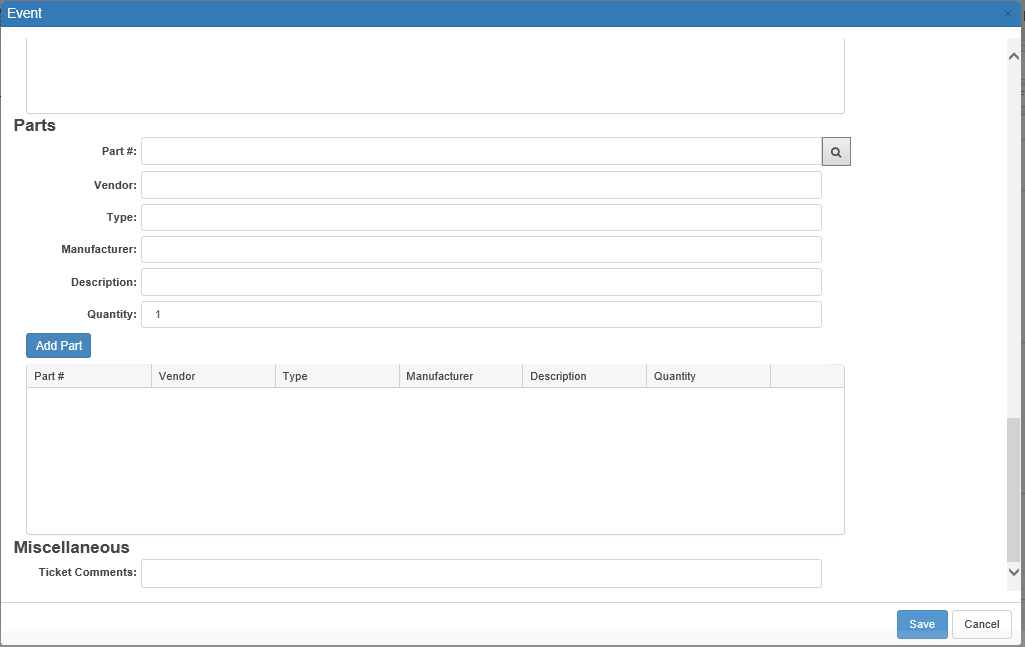 Event
Parts
Part #:
Vendor:
Type:
Manufacturer:
Description:
Quantity: 1
Add Part
Part # Vendor Type Manufacturer Description Quantity
Miscellaneous
Ticket Comments:
Save Cancel